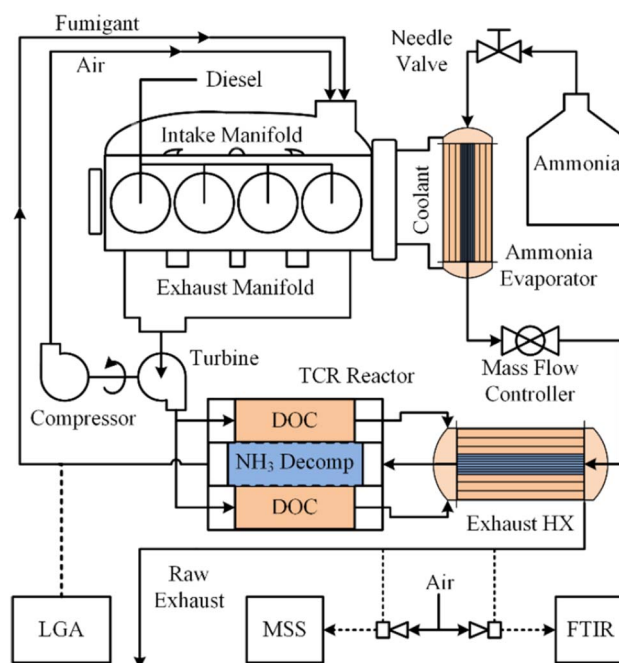 Fumigant
Air
Diesel
Needle
Valve
Intake Manifold
Ammonia
Coolant
Ammonia
Evaporator
Exhaust Manifold
Turbine
Mass Flow
Controller
TCR Reactor
Compressor
DOC
NH₃ Decomp
DOC
Exhaust HX
Raw
Exhaust
Air
LGA
MSS
FTIR